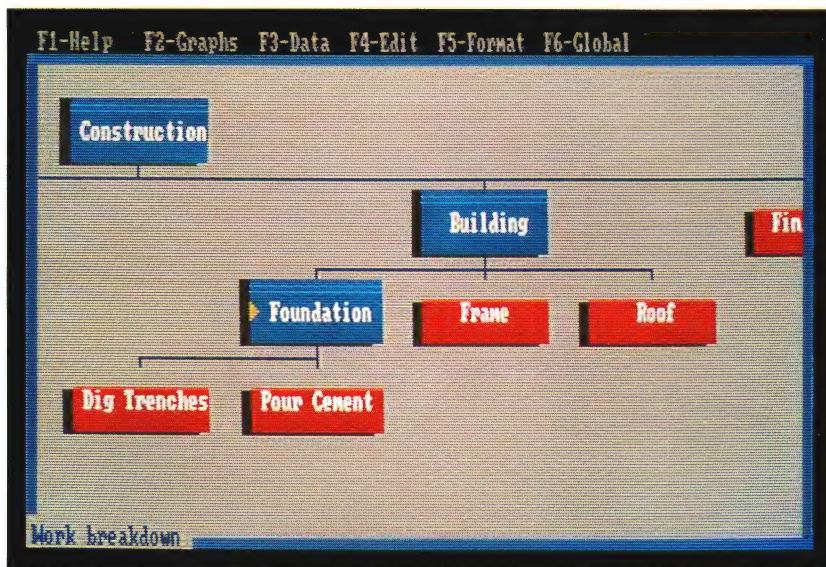 F1-Help F2-Graphs F3-Data F4-Edit F5-Format F6-Global
Construction
Building
Fin
Foundation
Frame
Roof
Dig Trenches
Pour Cement
Work breakdown